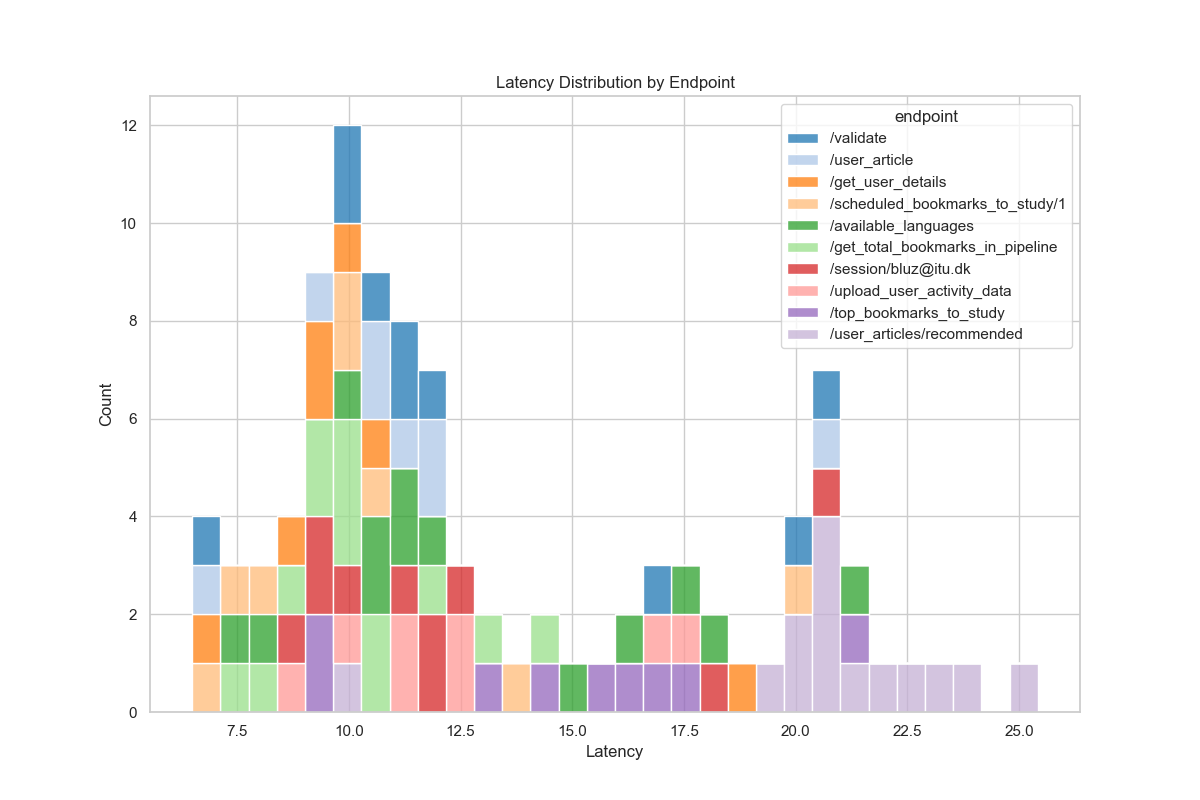 Latency Distribution by Endpoint
endpoint
/validate
/user_article
/get_user_details
/scheduled_bookmarks_to_study/1
/available_languages
/get_total_bookmarks_in_pipeline
/session/bluz@itu.dk
/upload_user_activity_data
/top_bookmarks_to_study
/user_articles/recommended
Count
12
10
8
6
4
2
0
7.5 10.0 12.5 15.0 17.5 20.0 22.5 25.0
Latency